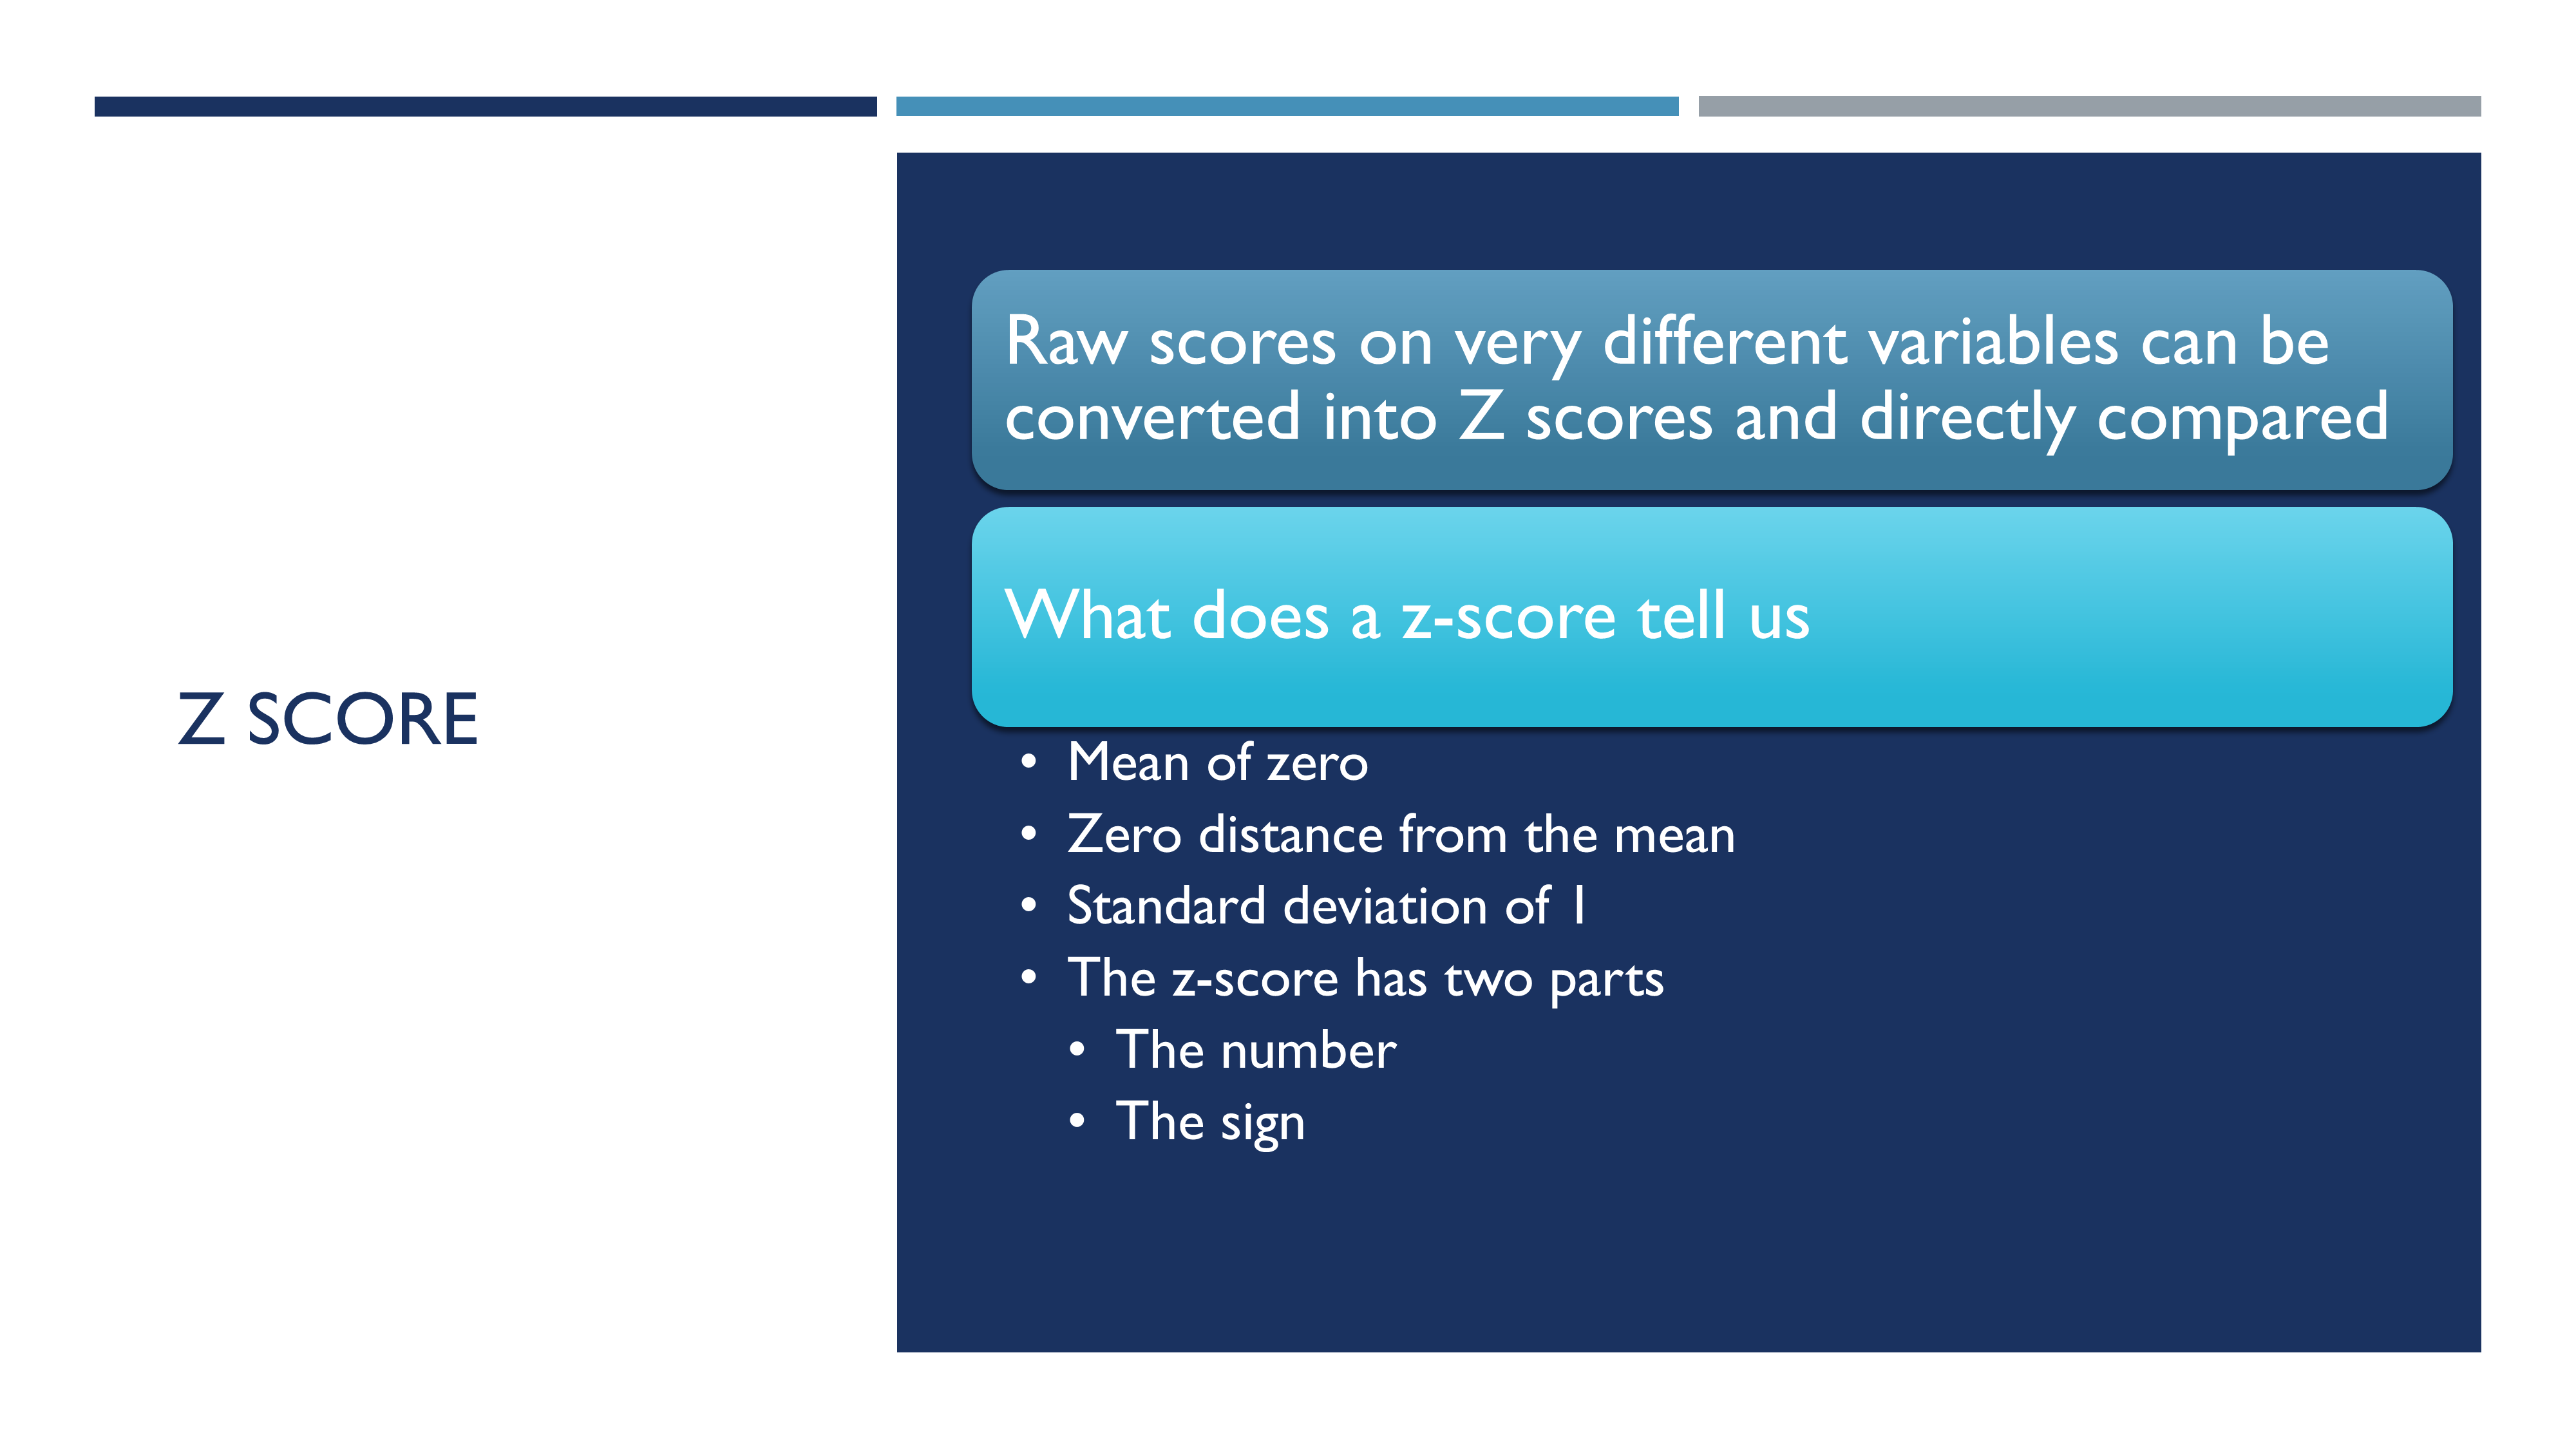 Z SCORE
Raw scores on very different variables can be
converted into Z scores and directly compared
What does a z-score tell us
• Mean of zero
• Zero distance from the mean
• Standard deviation of 1
• The z-score has two parts
• The number
• The sign